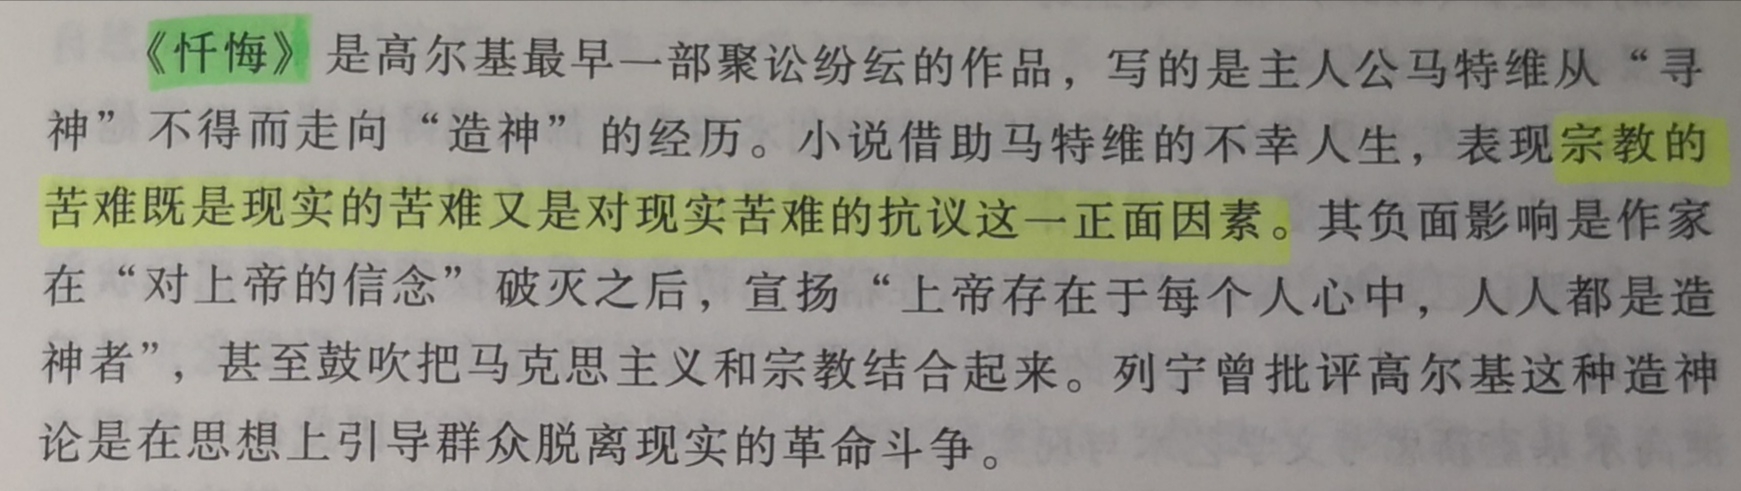 《忏悔》是高尔基最早一部聚讼纷纭的作品，写的是主人公马特维从“寻
神”不得而走向“造神”的经历。小说借助马特维的不幸人生，表现宗教的
苦难既是现实的苦难又是对现实苦难的抗议这一正面因素。其负面影响是作家
在“对上帝的信念”破灭之后，宣扬“上帝存在于每个人心中，人人都是造
神者”，甚至鼓吹把马克思主义和宗教结合起来。列宁曾批评高尔基这种造神
论是在思想上引导群众脱离现实的革命斗争。